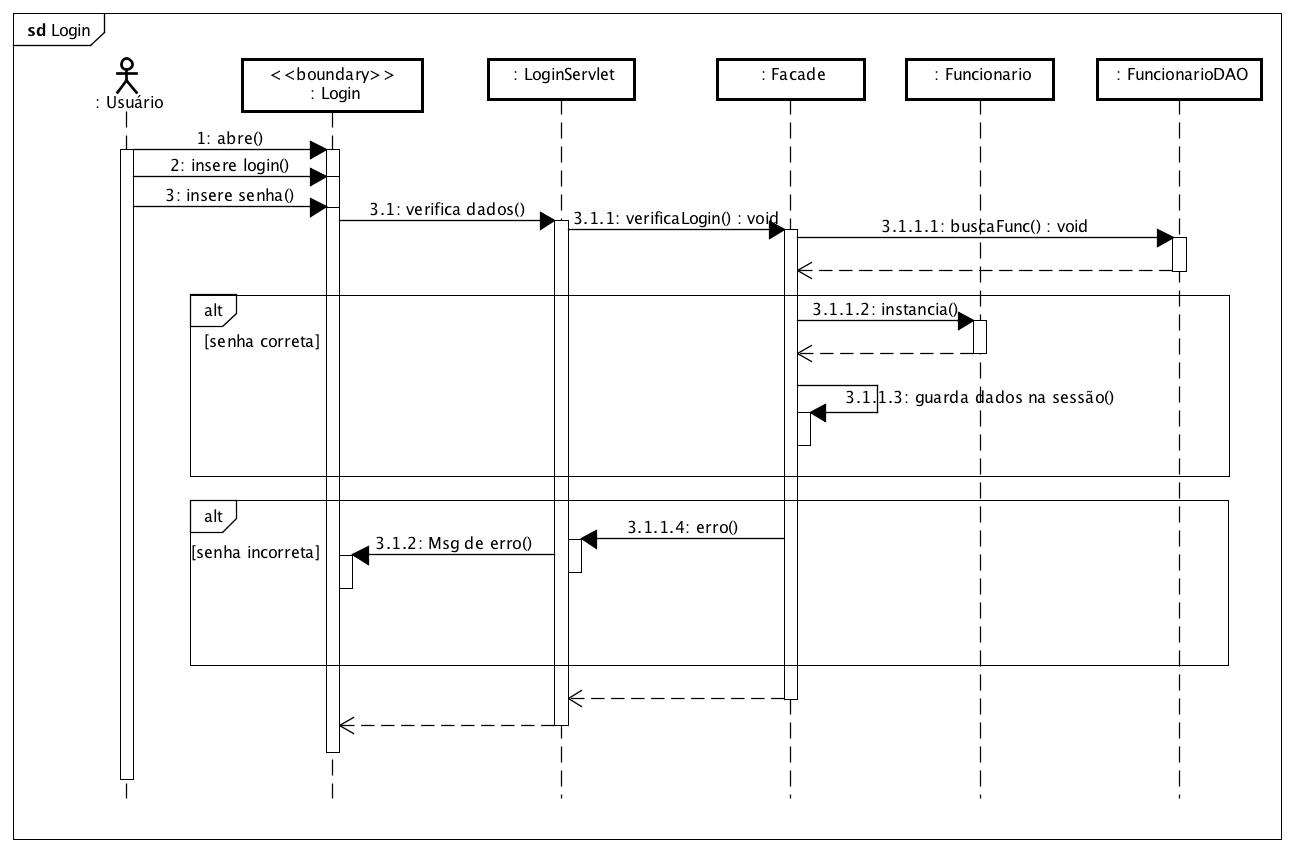 sd Login
: Usuário
<<boundary>>
: Login
: LoginServlet
: Facade
: Funcionario
: FuncionarioDAO
1: abre()
2: insere login()
3: insere senha()
3.1: verifica dados()
3.1.1: verificaLogin() : void
3.1.1.1: buscaFunc() : void
alt
[senha correta]
3.1.1.2: instancia()
3.1.1.3: guarda dados na sessão()
alt
[senha incorreta]
3.1.1.4: erro()
3.1.2: Msg de erro()